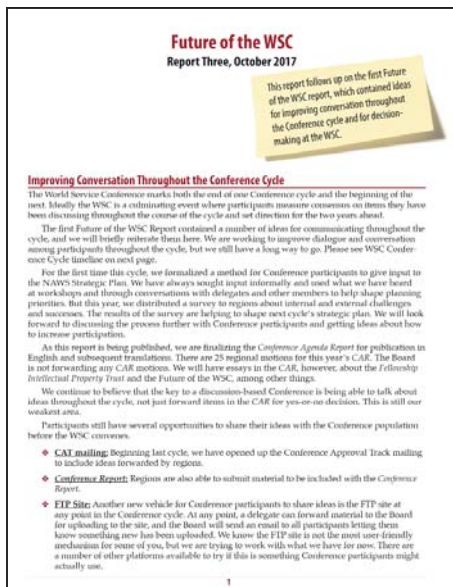 Future of the WSC
Report Three, October 2017
This report follows up on the first Future
of the WSC report, which contained ideas
for improving conversation throughout
the Conference cycle and for decision-
making at the WSC.
Improving Conversation Throughout the Conference Cycle
The World Service Conference marks both the end of one Conference cycle and the beginning of the
next. Ideally the WSC is a culminating event where participants measure consensus on items they have
been discussing throughout the course of the cycle and set direction for the two years ahead.
The first Future of the WSC Report contained a number of ideas for communicating throughout the
cycle, and we will briefly reiterate them here. We are working to improve dialogue and conversation
among participants throughout the cycle, but we still have a long way to go. Please see WSC Confer-
ence Cycle timeline on next page.
For the first time this cycle, we formalized a method for Conference participants to give input to
the NAWS Strategic Plan. We have always sought input informally and used what we have heard
at workshops and through conversations with delegates and other members to help shape planning
priorities. But this year, we distributed a survey to regions about internal and external challenges
and successes. The results of the survey are helping to shape next cycle's strategic plan. We will look
forward to discussing the process further with Conference participants and getting ideas about how
to increase participation.
As this report is being published, we are finalizing the Conference Agenda Report for publication in
English and subsequent translations. There are 25 regional motions for this year's CAR. The Board
is not forwarding any CAR motions. We will have essays in the CAR, however, about the Fellowship
Intellectual Property Trust and the Future of the WSC, among other things.
We continue to believe that the key to a discussion-based Conference is being able to talk about
ideas throughout the cycle, not just forward items in the CAR for yes-or-no decision. This is still our
weakest area.
Participants still have several opportunities to share their ideas with the Conference population
before the WSC convenes.
❖ CAT mailing: Beginning last cycle, we have opened up the Conference Approval Track mailing
to include ideas forwarded by regions.
❖ Conference Report: Regions are also able to submit material to be included with the Conference
Report.
❖ FTP Site: Another new vehicle for Conference participants to share ideas is the FTP site at
any point in the Conference cycle. At any point, a delegate can forward material to the Board
for uploading to the site, and the Board will send an email to all participants letting them
know something new has been uploaded. We know the FTP site is not the most user-friendly
mechanism for some of you, but we are trying to work with what we have for now. There are
a number of other platforms available to try if this is something Conference participants might
actually use.
1